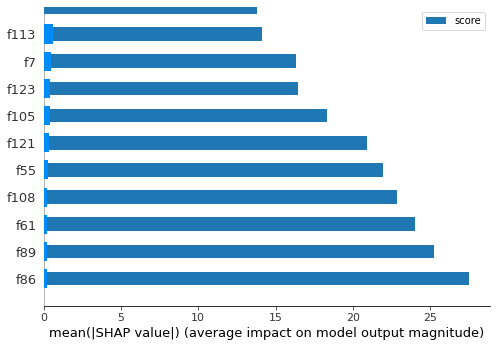 score
f113
f7
f123
f105
f121
f55
f108
f61
f89
f86
0 5 10 15 20 25
mean(|SHAP value|) (average impact on model output magnitude)